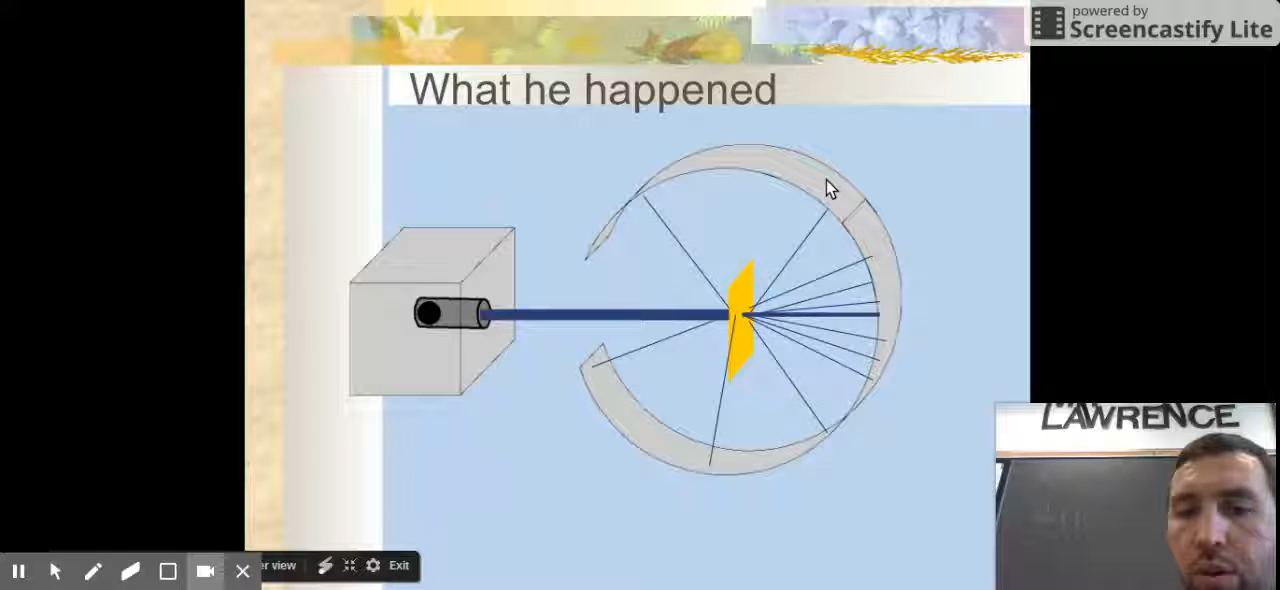 powered by
Screencastify Lite
What he happened
LAWRENCE
er view
Exit